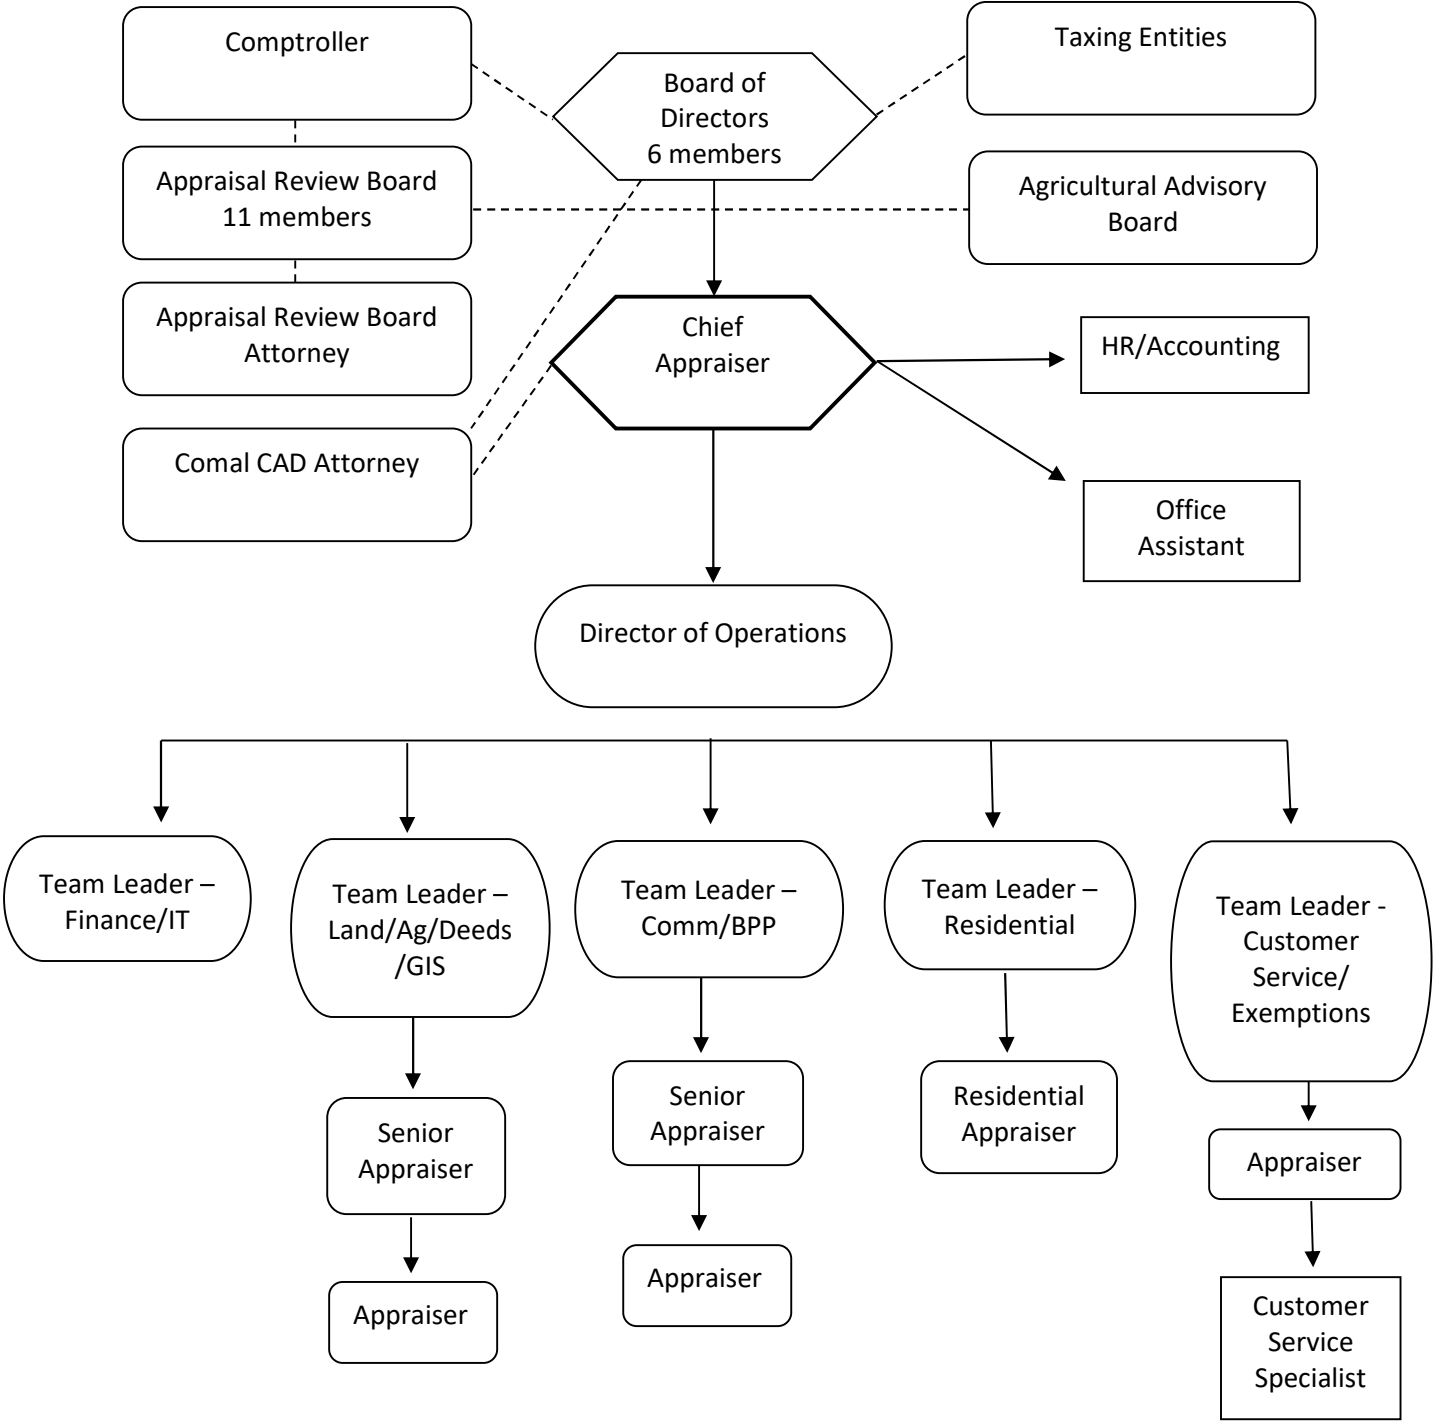 Comptroller
Board of
Directors
6 members
Taxing Entities
Appraisal Review Board
11 members
Agricultural Advisory
Board
Appraisal Review Board
Attorney
Chief
Appraiser
HR/Accounting
Comal CAD Attorney
Office
Assistant
Director of Operations
Team Leader –
Finance/IT
Team Leader –
Land/Ag/Deeds
/GIS
Team Leader –
Comm/BPP
Team Leader –
Residential
Team Leader -
Customer
Service/
Exemptions
Senior
Appraiser
Senior
Appraiser
Residential
Appraiser
Appraiser
Appraiser
Appraiser
Customer
Service
Specialist